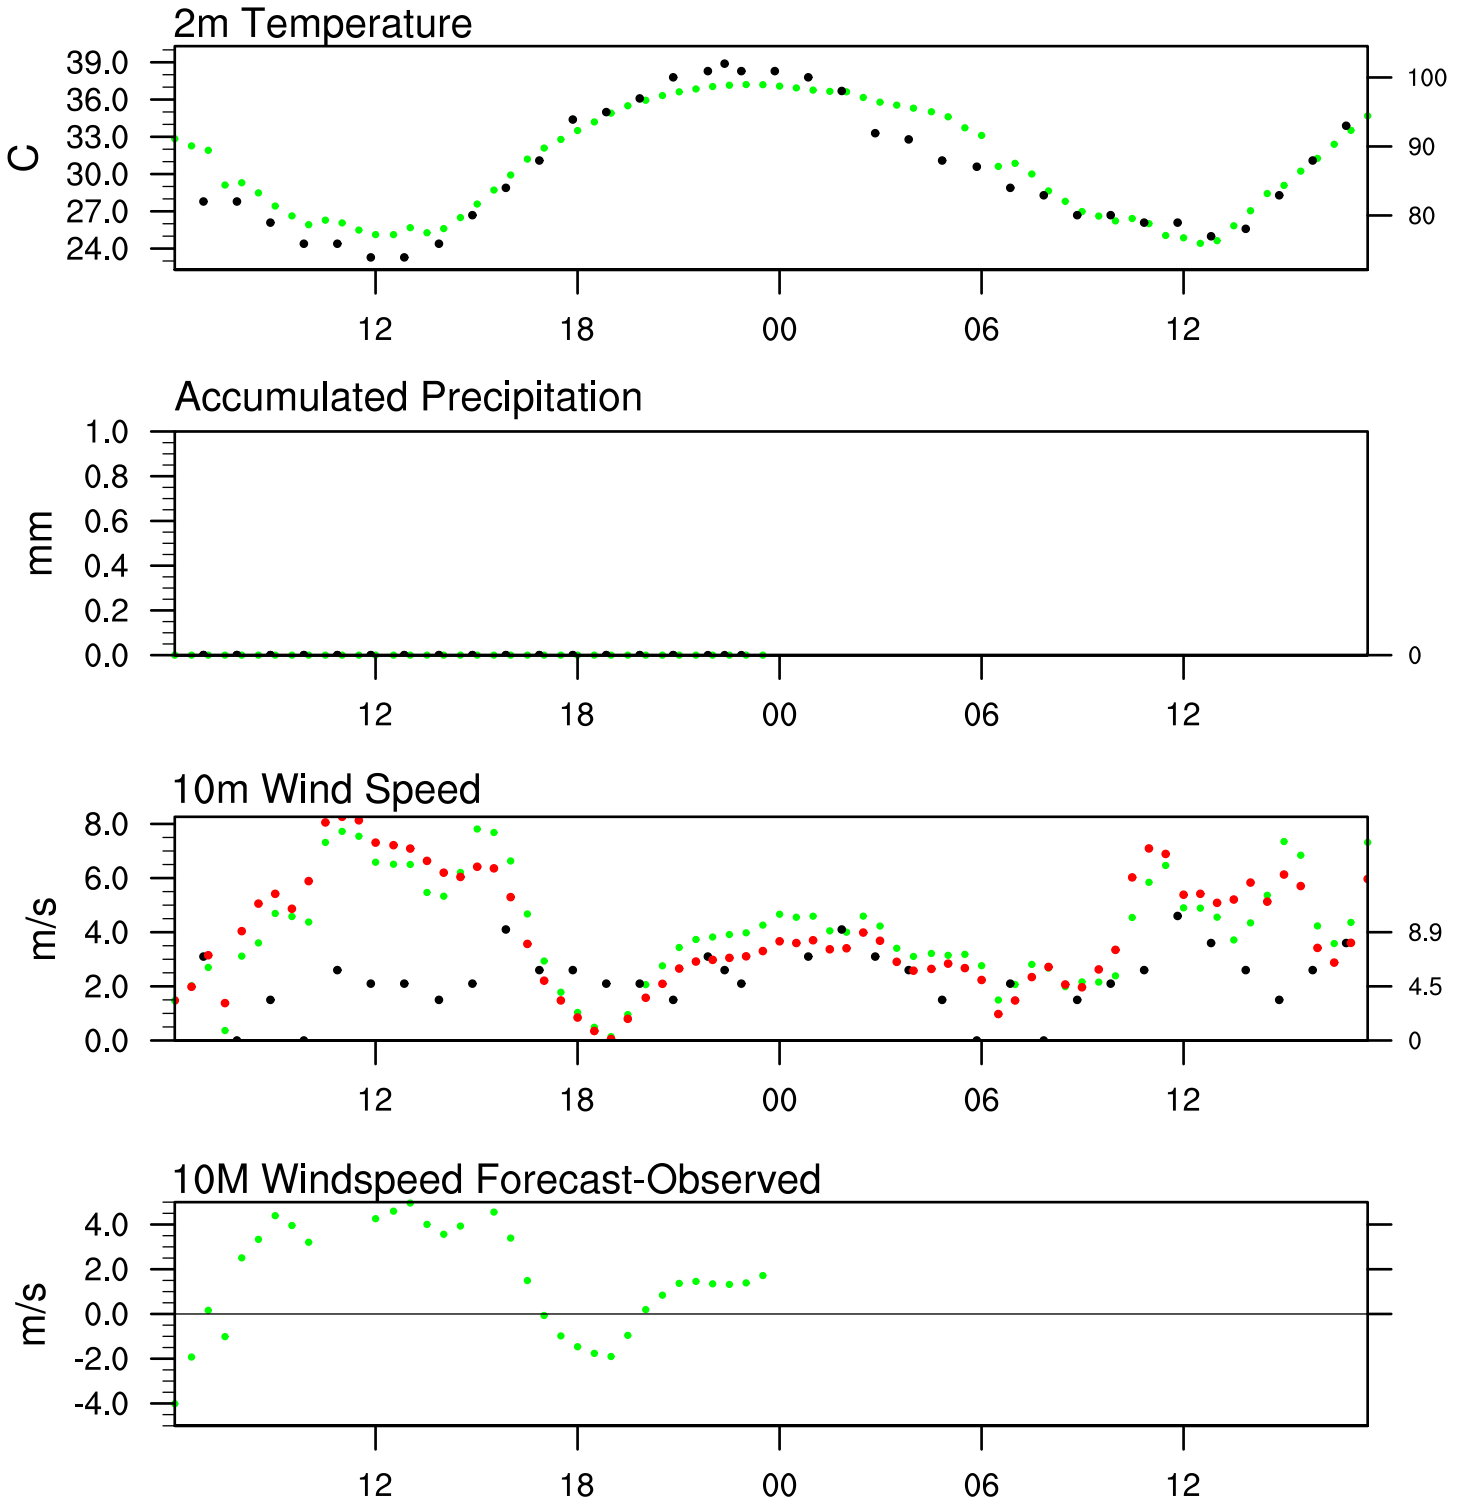 2m Temperature
39.0
36.0
33.0
30.0
27.0
24.0
C
100
90
80
12 18 00 06 12
Accumulated Precipitation
1.0
0.8
0.6
0.4
0.2
0.0
mm
0
12 18 00 06 12
10m Wind Speed
8.0
6.0
4.0
2.0
0.0
m/s
8.9
4.5
0
12 18 00 06 12
10M Windspeed Forecast-Observed
4.0
2.0
0.0
-2.0
-4.0
m/s
12 18 00 06 12